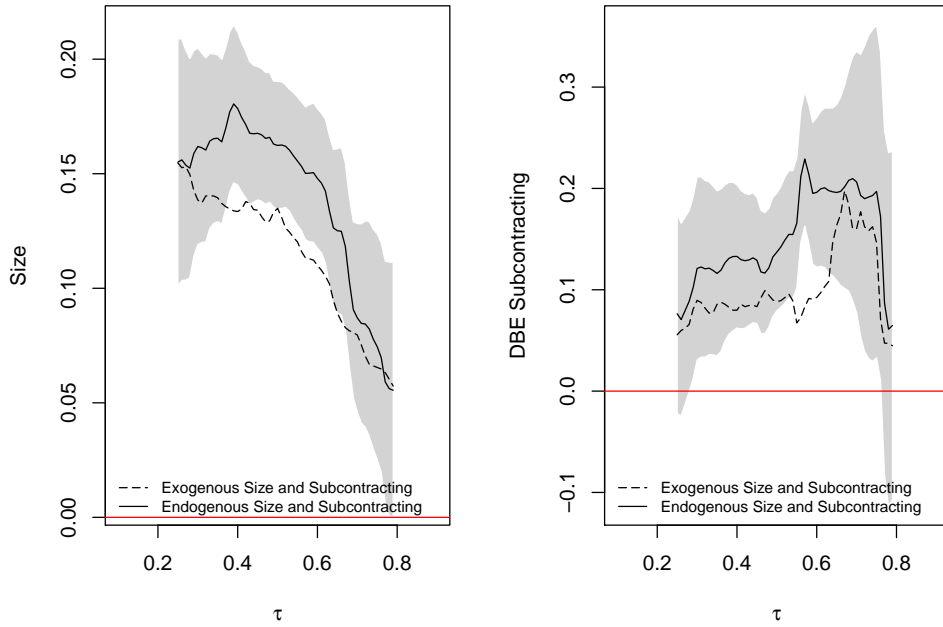 Size
0.00 0.05 0.10 0.15 0.20
0.2 0.4 0.6 0.8
τ
Exogenous Size and Subcontracting
Endogenous Size and Subcontracting
DBE Subcontracting
−0.1 0.0 0.1 0.2 0.3
0.2 0.4 0.6 0.8
τ
Exogenous Size and Subcontracting
Endogenous Size and Subcontracting